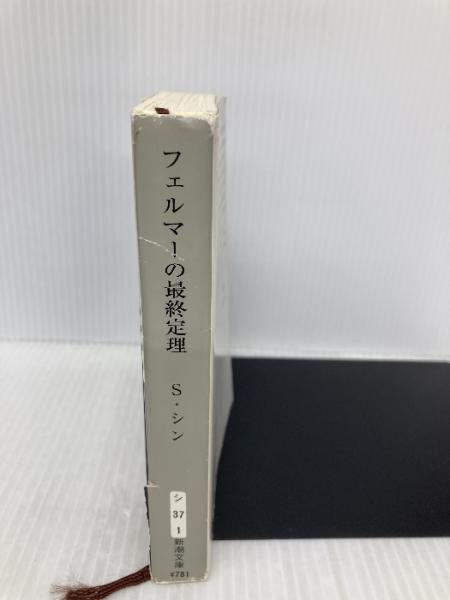 フェルマーの最終定理
S・シン
シ
37
1
新潮文庫
¥781